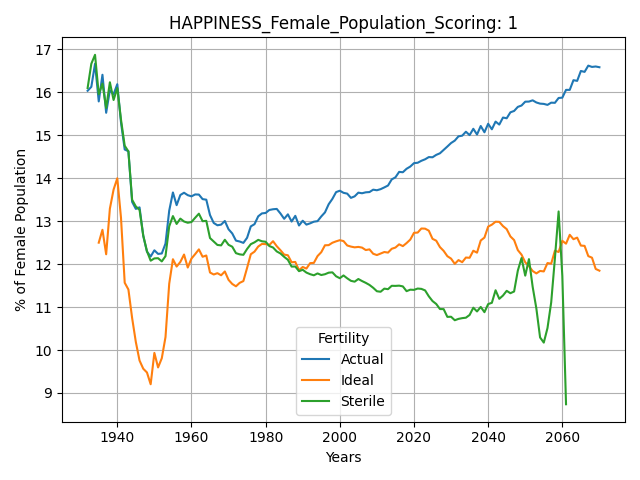 HAPPINESS_Female_Population_Scoring: 1
% of Female Population
17
16
15
14
13
12
11
10
9
Fertility
Actual
Ideal
Sterile
1940 1960 1980 2000 2020 2040 2060
Years